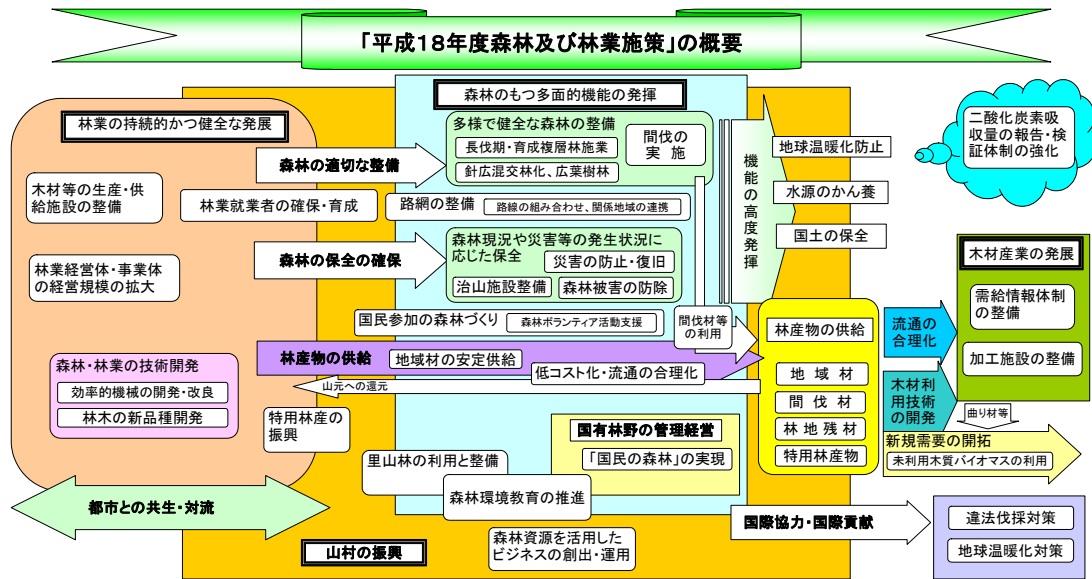 「平成18年度森林及び林業施策」の概要
林業の持続的かつ健全な発展
木材等の生産・供
給施設の整備
林業就業者の確保・育成
林業経営体・事業体
の経営規模の拡大
森林・林業の技術開発
効率的機械の開発・改良
林木の新品種開発
特用林産の
振興
都市との共生・対流
山村の振興
森林の適切な整備
森林の保全の確保
森林のもつ多面的機能の発揮
多様で健全な森林の整備
長伐期・育成複層林施業
針広混交林化、広葉樹林
間伐の
実施
路網の整備
路線の組み合わせ、関係地域の連携
森林現況や災害等の発生状況に
応じた保全
災害の防止・復旧
治山施設整備
森林被害の防除
国民参加の森林づくり
森林ボランティア活動支援
間伐材等
の利用
林産物の供給
地域材の安定供給
低コスト化・流通の合理化
山元への還元
国有林野の管理経営
「国民の森林」の実現
里山林の利用と整備
森林環境教育の推進
森林資源を活用した
ビジネスの創出・運用
機能の高度発揮
地球温暖化防止
水源のかん養
国土の保全
二酸化炭素吸
収量の報告・検
証体制の強化
林産物の供給
地域材
間伐材
林地残材
特用林産物
流通の
合理化
木材利
用技術
の開発
木材産業の発展
需給情報体制
の整備
加工施設の整備
曲り材等
新規需要の開拓
未利用木質バイオマスの利用
国際協力・国際貢献
違法伐採対策
地球温暖化対策